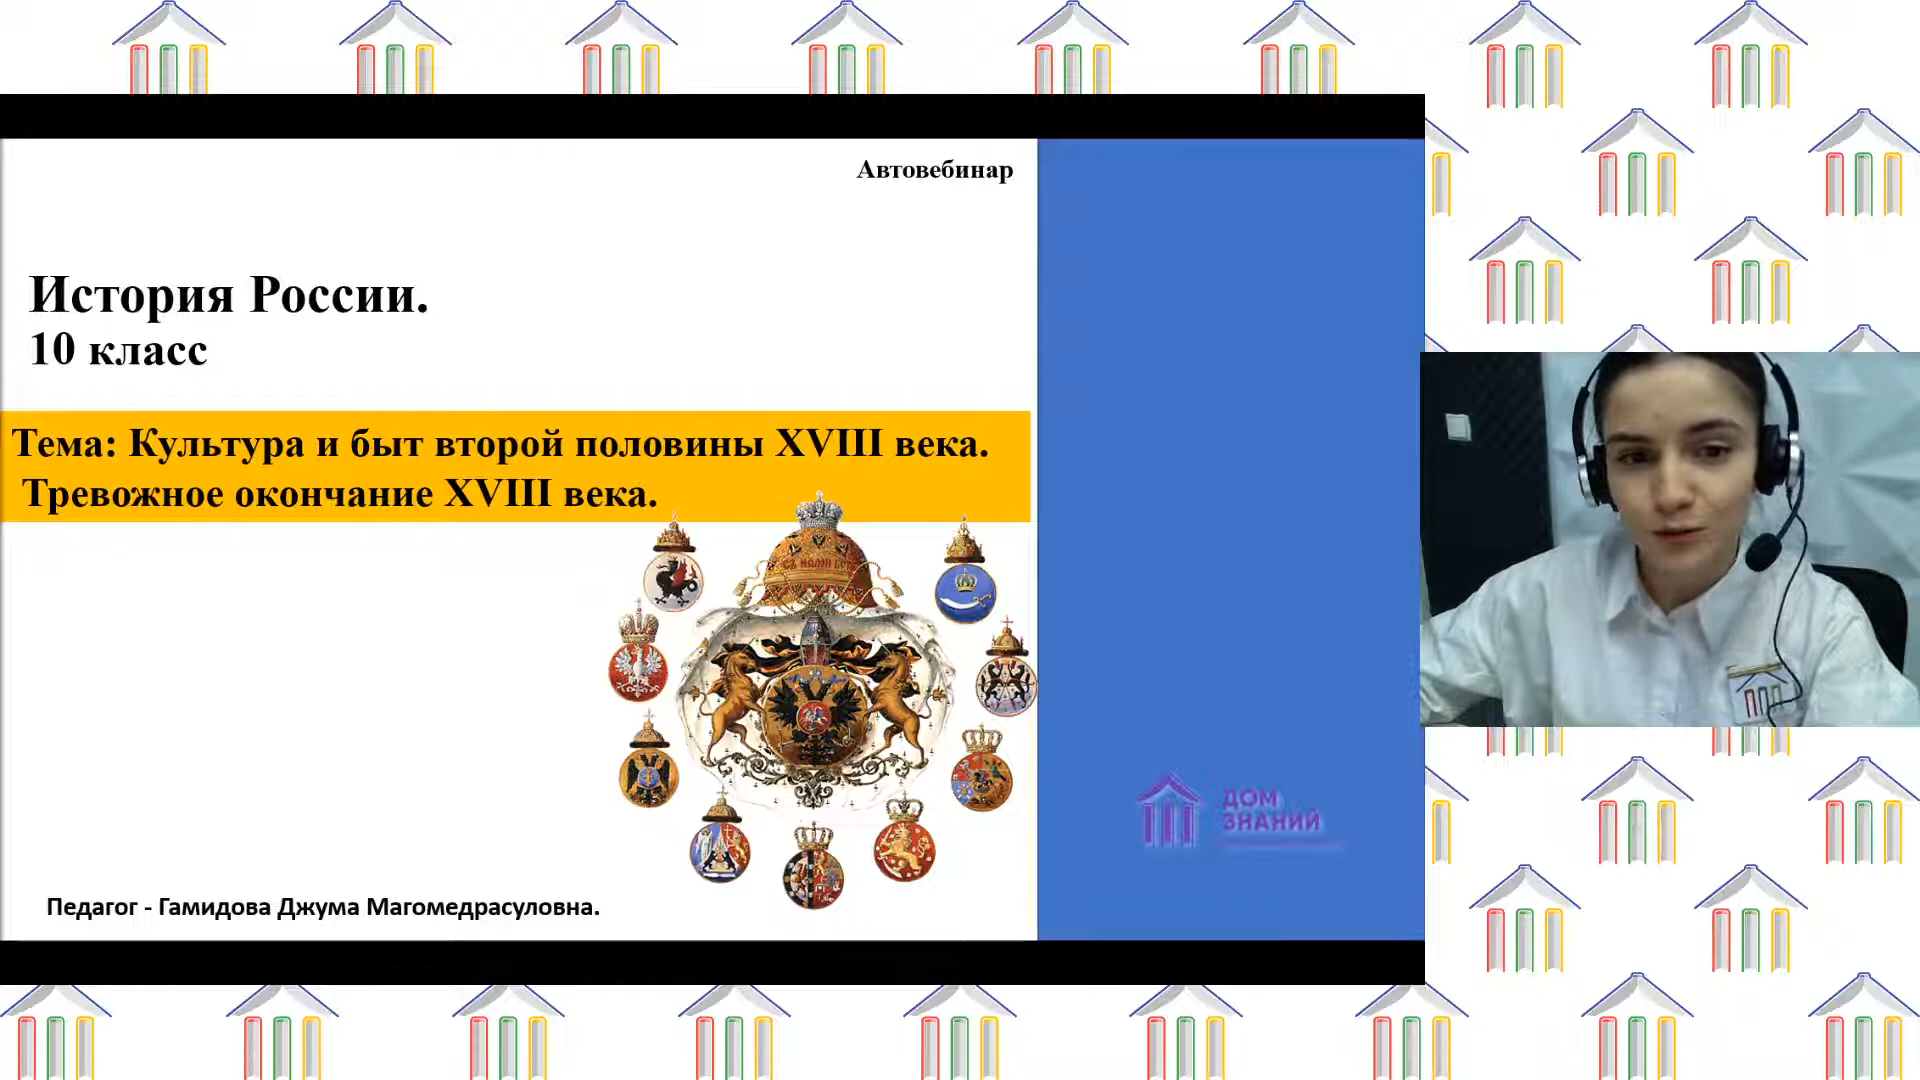 Автовебинар
История России.
10 класс
Тема: Культура и быт второй половины XVIII века.
Тревожное окончание XVIII века.
ДОМ
ЗНАНИЙ
Педагог - Гамидова Джума Магомедрасуловна.